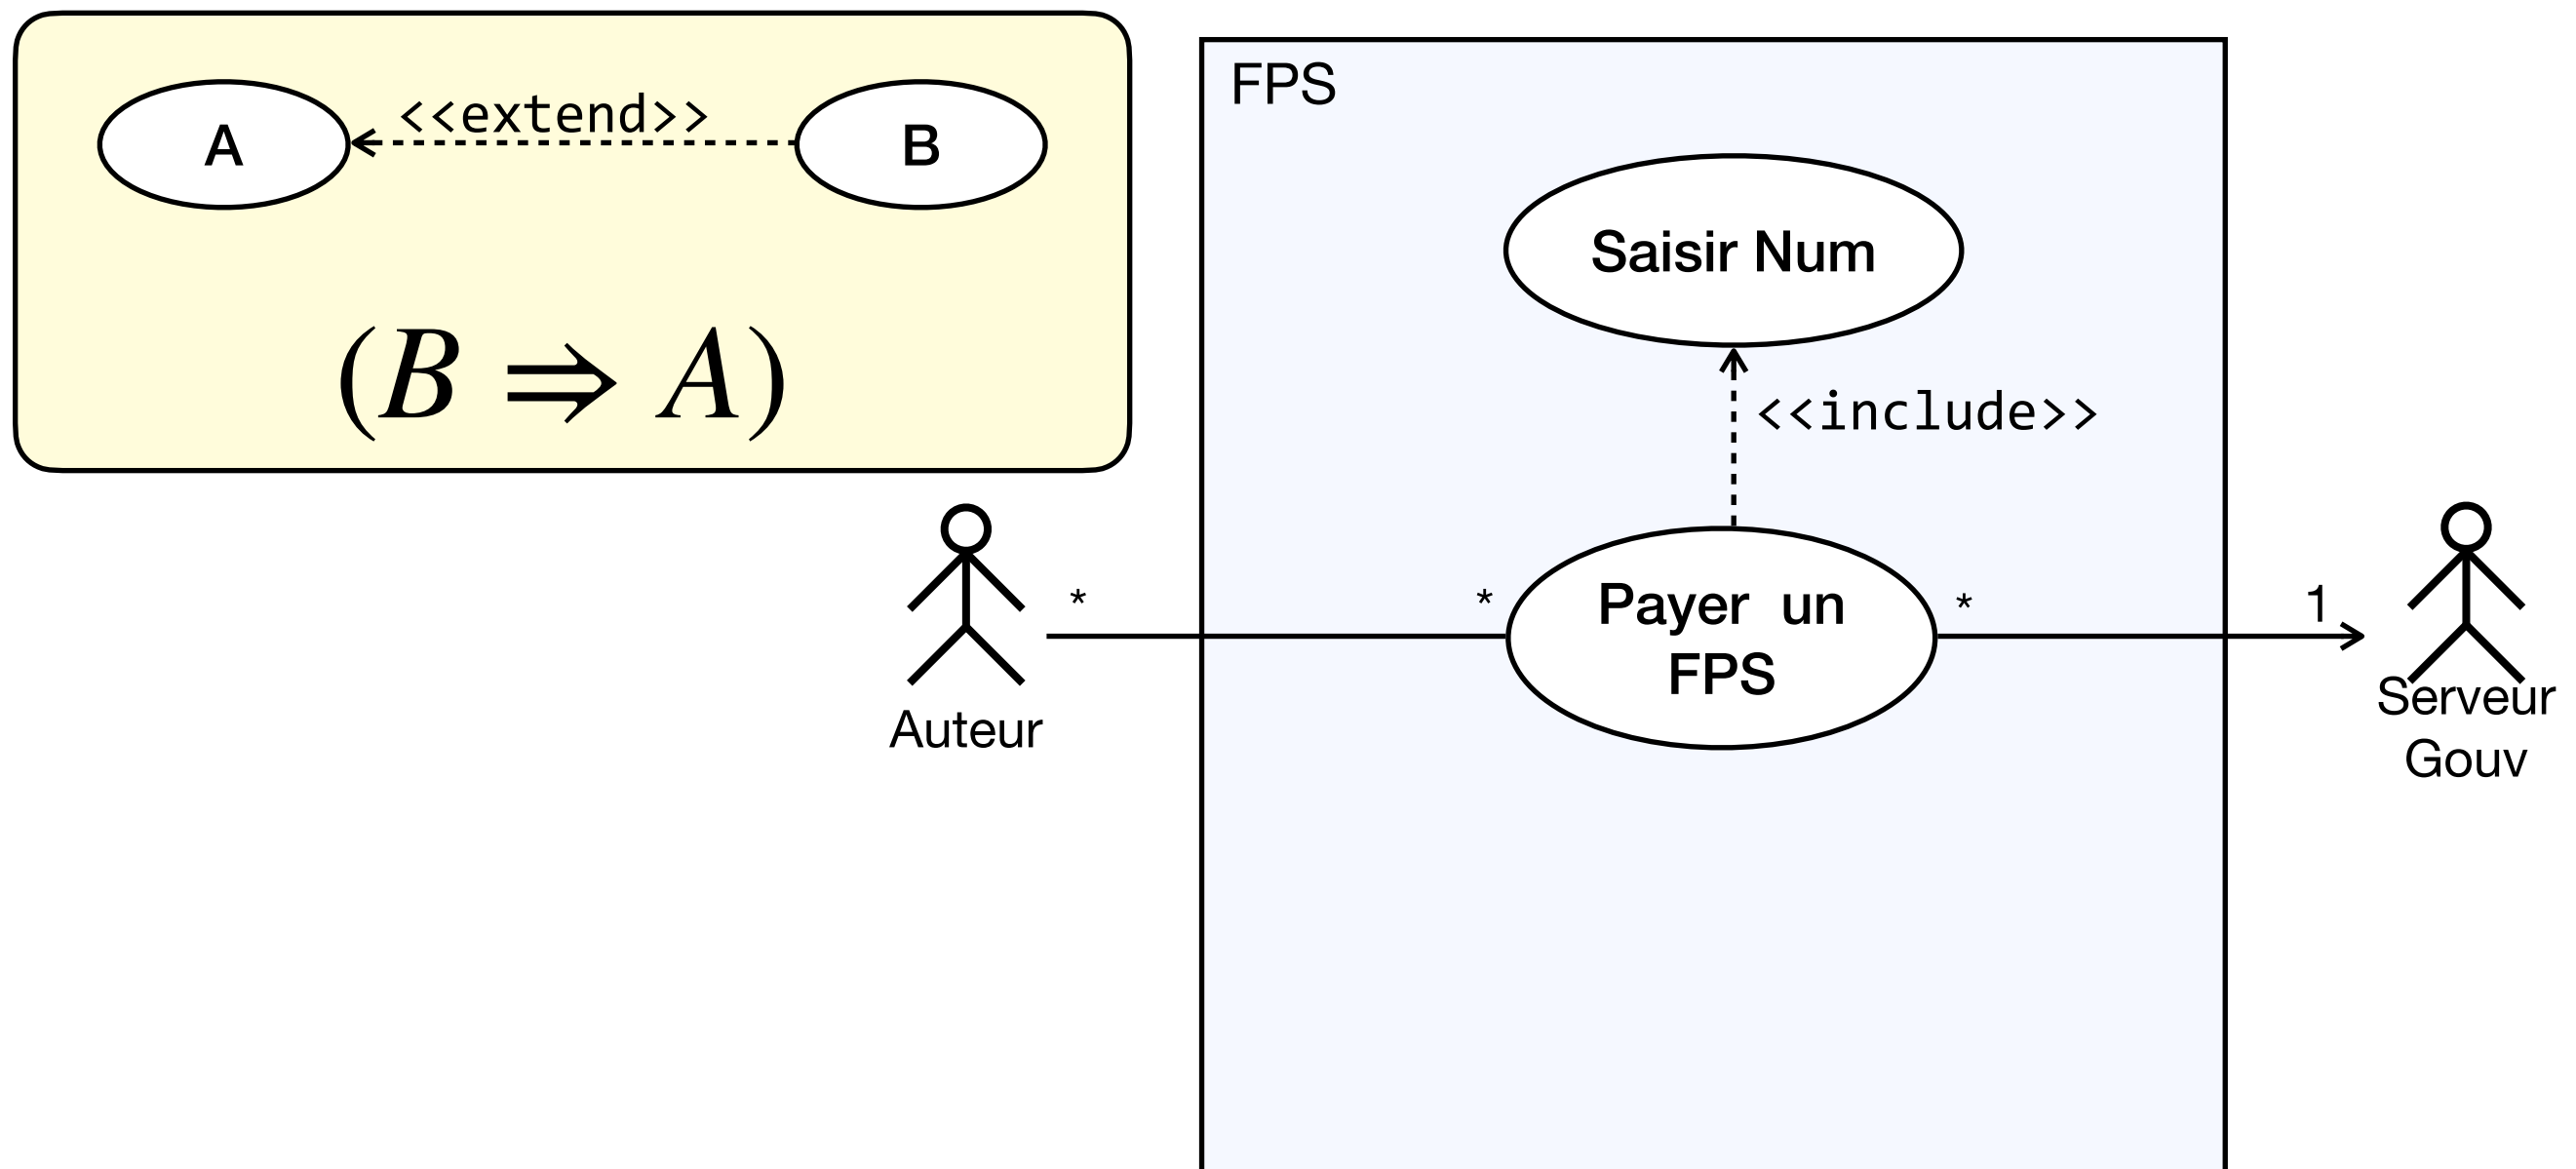 A <<extend>> B
(B ⇒ A)
FPS
Saisir Num
<<include>>
* * Payer un * 1
FPS
Auteur
Serveur
Gouv